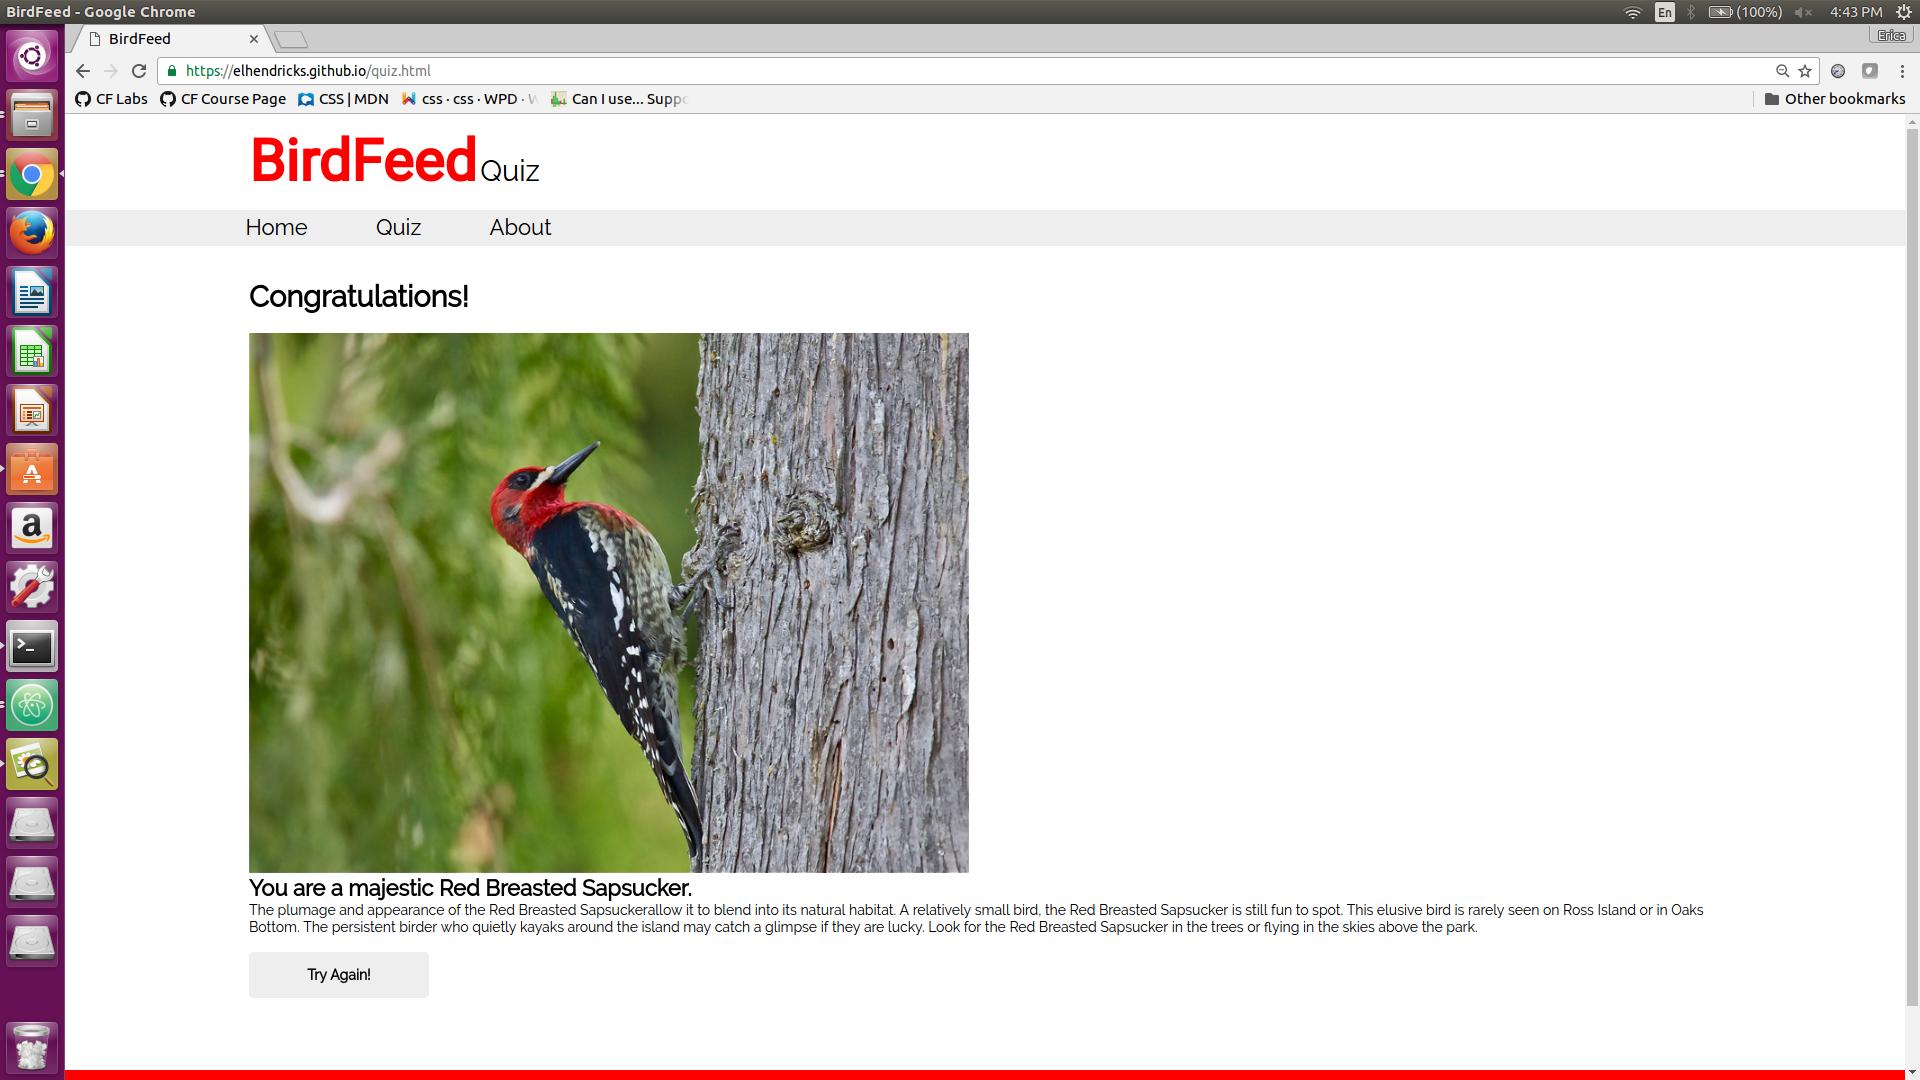 BirdFeed - Google Chrome
En
(100%)
4:43 PM
BirdFeed
Erica
https://elhendricks.github.io/quiz.html
CF Labs
CF Course Page
CSS | MDN
css · css · WPD ·
Can I use... Supp
Other bookmarks
BirdFeed Quiz
Home
Quiz
About
Congratulations!
You are a majestic Red Breasted Sapsucker.
The plumage and appearance of the Red Breasted Sapsuckerallow it to blend into its natural habitat. A relatively small bird, the Red Breasted Sapsucker is still fun to spot. This elusive bird is rarely seen on Ross Island or in Oaks
Bottom. The persistent birder who quietly kayaks around the island may catch a glimpse if they are lucky. Look for the Red Breasted Sapsucker in the trees or flying in the skies above the park.
Try Again!